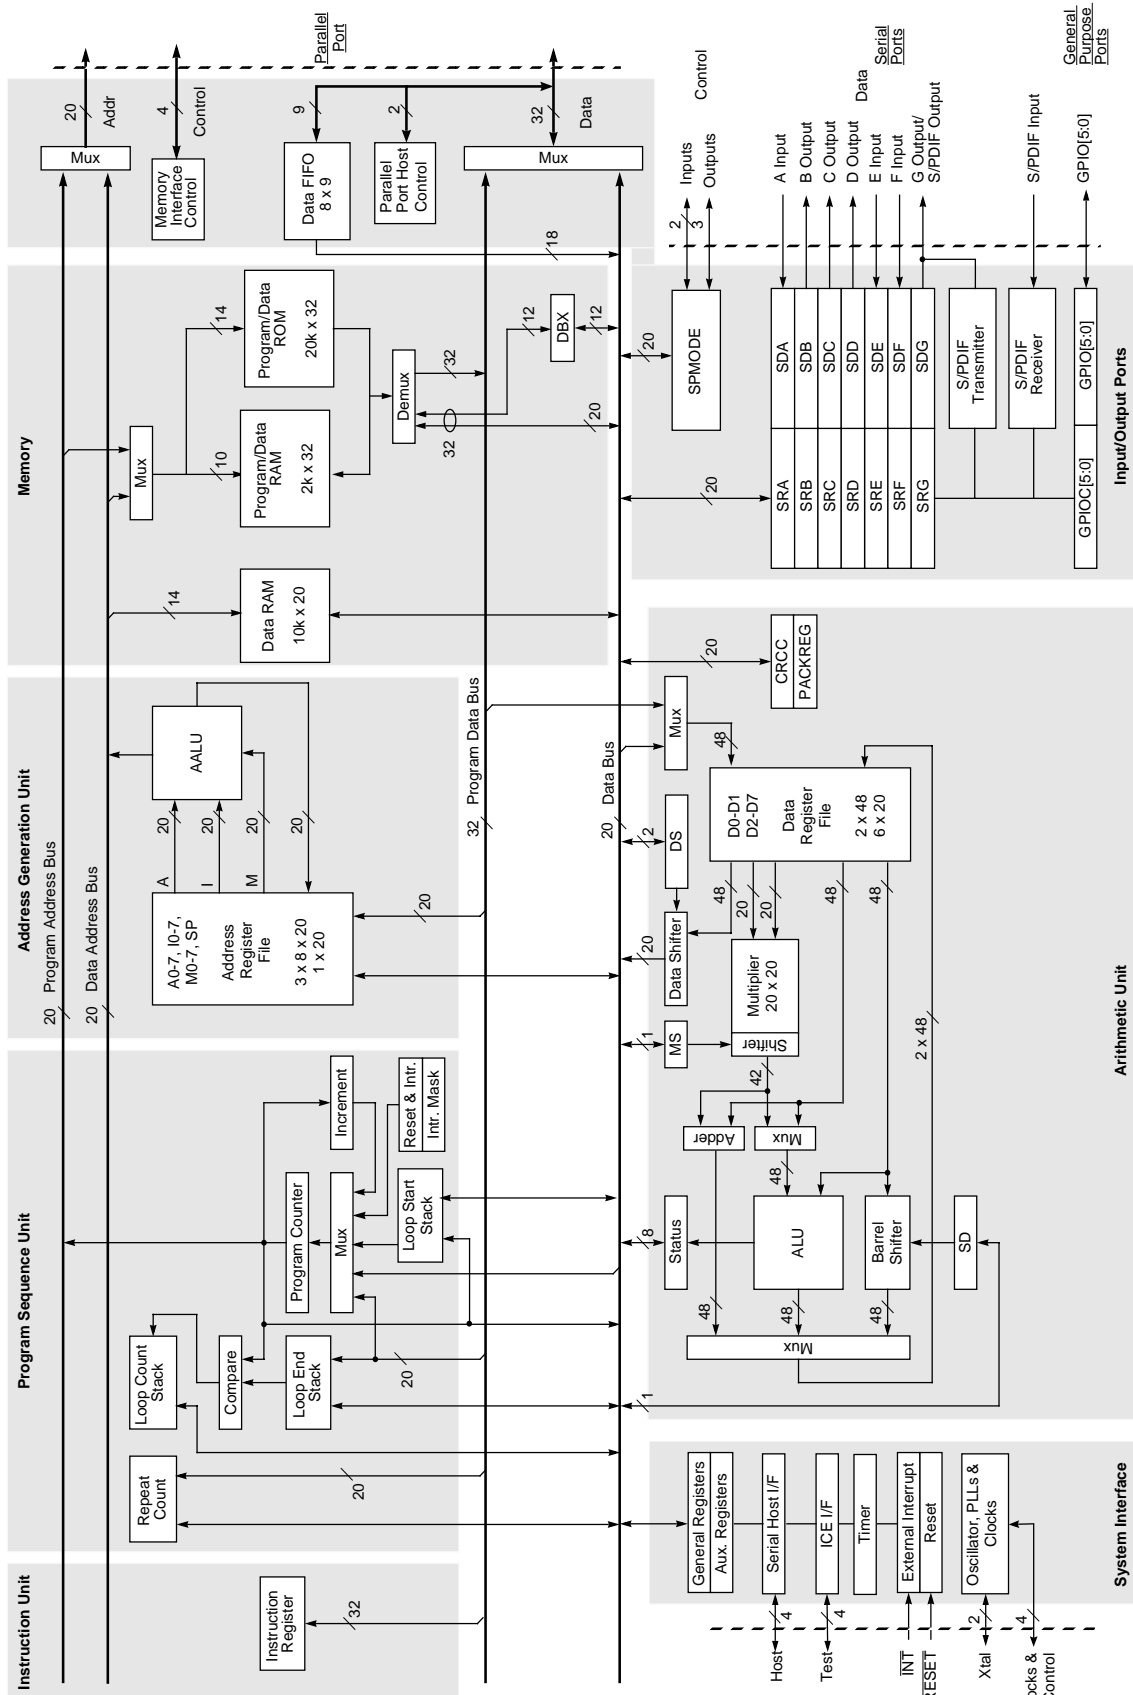 Instruction Unit
Instruction
Register
32
Program Sequence Unit
Repeat
Count
20
Loop Count
Stack
Compare
Loop End
Stack
20
Program Counter
Mux
Loop Start
Stack
Increment
Reset & Intr.
Intr. Mask
Address Generation Unit
20 Program Address Bus
20 Data Address Bus
A0-7, I0-7,
M0-7, SP
Address
Register
File
3 x 8 x 20
1 x 20
A
I
M
20
20
20
20
AALU
20
32 Program Data Bus
20 Data Bus
Memory
14
Data RAM
10k x 20
Mux
10
14
Program/Data
RAM
2k x 32
Program/Data
ROM
20k x 32
Demux
32
32
20
12
DBX
12
Mux
20
Addr
4
Control
Memory
Interface
Control
Data FIFO
8 x 9
9
18
Parallel
Port Host
Control
2
32
Data
Mux
Parallel
Port
System Interface
General Registers
Aux. Registers
Serial Host I/F
ICE I/F
Timer
External Interrupt
Reset
Oscillator, PLLs &
Clocks
4
Host
4
Test
INT
RESET
2
Xtal
4
ocks &
Control
Arithmetic Unit
1
Mux
48
48
48
Status
8
ALU
Barrel
Shifter
SD
Adder
Mux
48
42
MS
1
Shifter
Multiplier
20 x 20
Data Shifter
20
DS
2
48
20
20
48
48
D0-D1
D2-D7
Data
Register
File
2 x 48
6 x 20
Mux
48
2 x 48
CRCC
PACKREG
20
Input/Output Ports
20
SRA
SRB
SRC
SRD
SRE
SRF
SRG
SDA
SDB
SDC
SDD
SDE
SDF
SDG
SPMODE
20
2
3
Inputs
Outputs
Control
A Input
B Output
C Output
D Output
E Input
F Input
G Output/
S/PDIF Output
Data
Serial
Ports
S/PDIF
Transmitter
S/PDIF
Receiver
S/PDIF Input
GPIOC[5:0]
GPIO[5:0]
GPIO[5:0]
General
Purpose
Ports